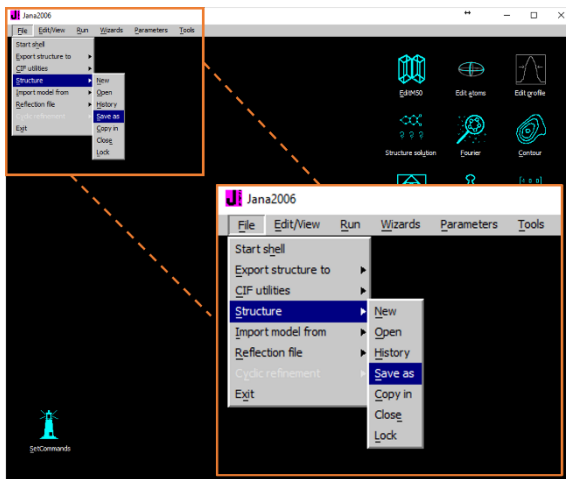 Jana2006
File Edit/View Run Wizards Parameters Tools
Start shell
Export structure to
CIF utilities
Structure
Import model from
Reflection file
Cyclic refinement
Exit
New
Open
History
Save as
Copy in
Close
Lock
EditM50 Edit atoms Edit profile
Structure solution Fourier Contour
SetCommands
Jana2006
File Edit/View Run Wizards Parameters Tools
Start shell
Export structure to
CIF utilities
Structure
Import model from
Reflection file
Cyclic refinement
Exit
New
Open
History
Save as
Copy in
Close
Lock